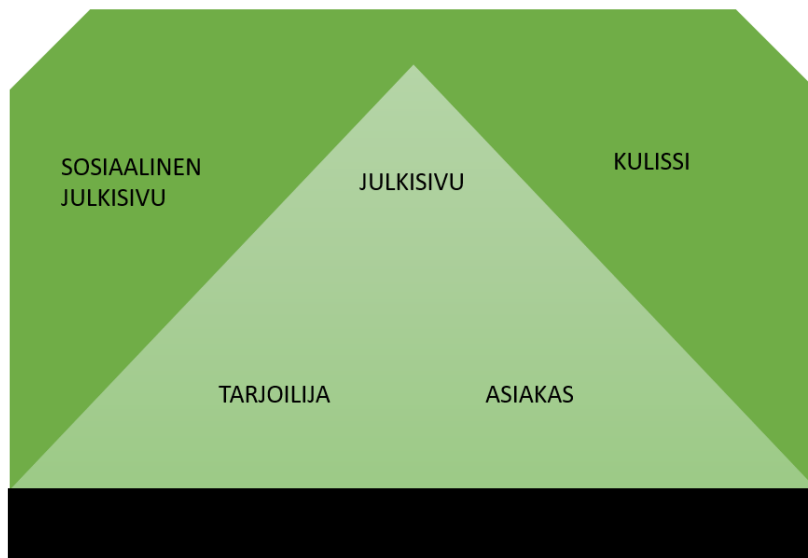 SOSIAALINEN
JULKISIVU
JULKISIVU
KULISSI
TARJOILIJA
ASIAKAS